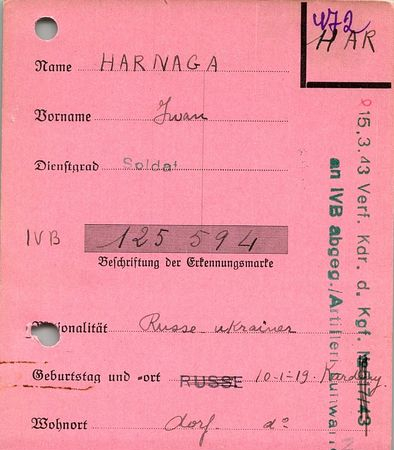 472
HAR
Name HARNAGA
Vorname Iwan
Dienstgrad Soldat
IVB 125 594
Beschriftung der Erkennungsmarke
Nationalität Russe-ukrainer
Geburtstag und -ort RUSSE 10-1-19.
Wohnort dorf. d°
15.3.43 Verf. Kdr. d. Kgf.
an IVB abgeg./Artilleri